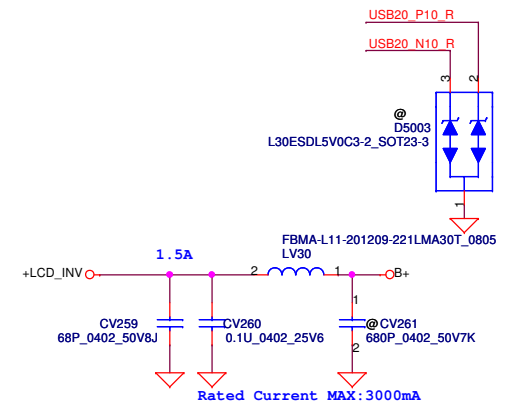 USB20_P10_R
USB20_N10_R
3
2
@
D5003
L30ESDL5V0C3-2_SOT23-3
1
FBMA-L11-201209-221LMA30T_0805
LV30
1.5A
+LCD_INV
2
1
B+
1
CV259
CV260
@CV261
68P_0402_50V8J
0.1U_0402_25V6
680P_0402_50V7K
2
Rated Current MAX:3000mA